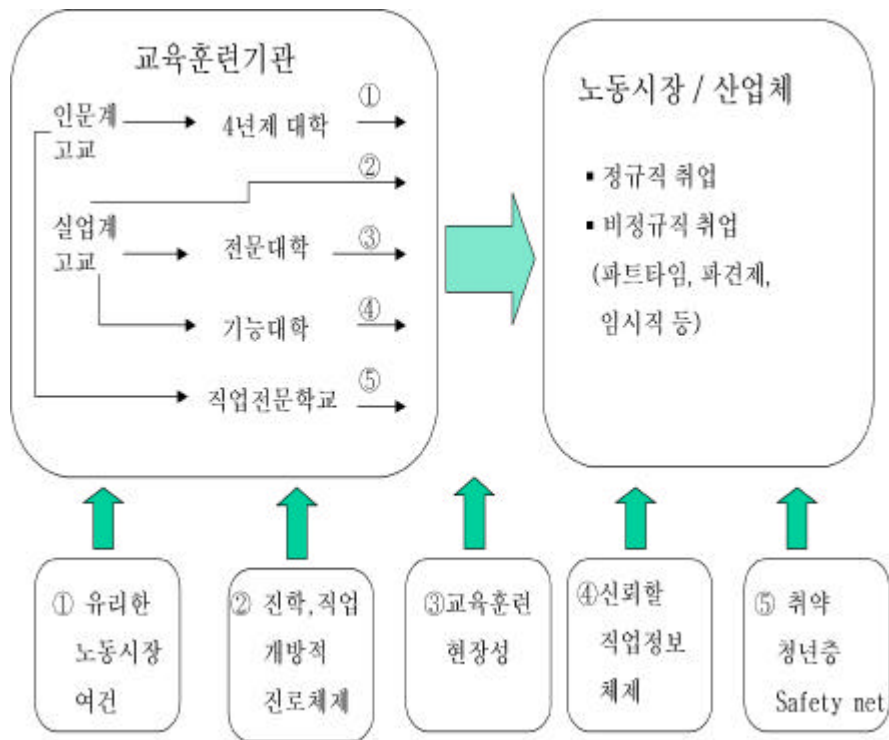 교육훈련기관
①
인문계
고교
4년제 대학
②
실업계
고교
전문대학
③
④
기능대학
⑤
직업전문학교
노동시장 / 산업체
▪ 정규직 취업
▪ 비정규직 취업
(파트타임, 파견제,
임시직 등)
① 유리한
노동시장
여건
② 진학,직업
개방적
진로체제
③교육훈련
현장성
④신뢰할
직업정보
체제
⑤ 취약
청년층
Safety net